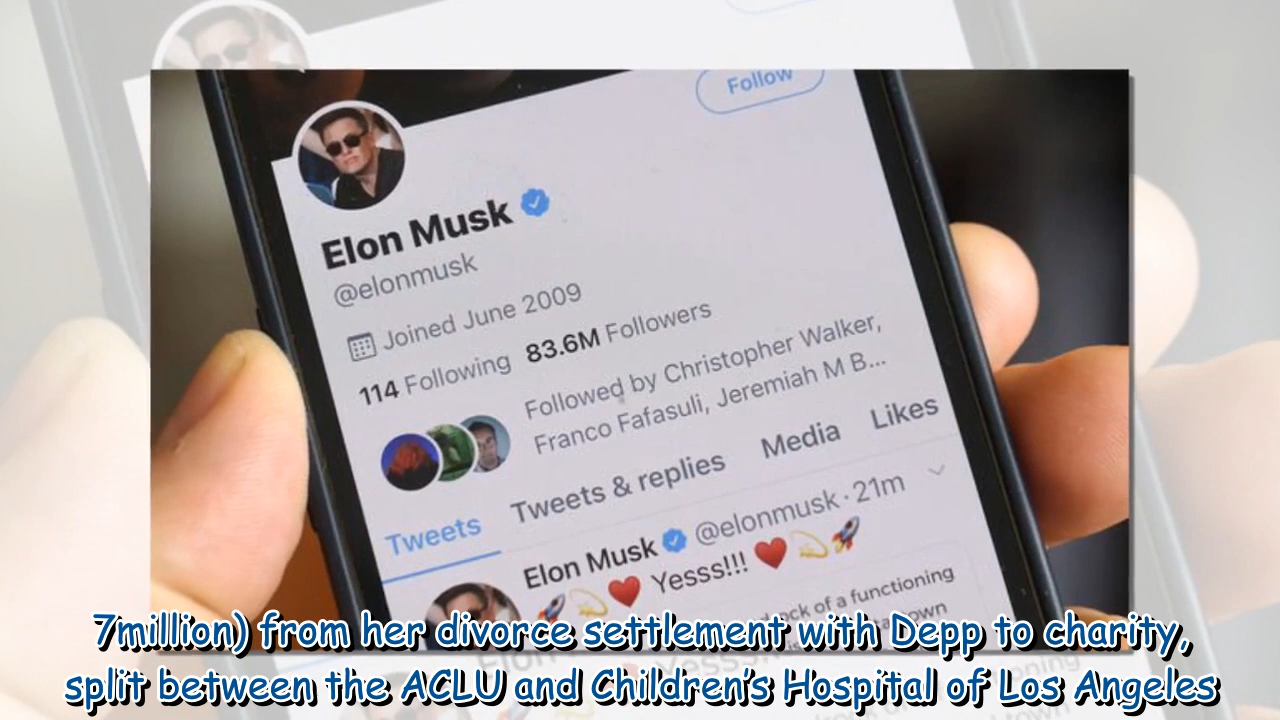 Follow
Elon Musk
@elonmusk
Joined June 2009
114 Following 83.6M Followers
Followed by Christopher Walker,
Franco Fafasuli, Jeremiah M B...
Tweets Tweets & replies Media Likes
Elon Musk @elonmusk · 21m
🚀💫❤️ Yesss!!! ❤️💫🚀
of a functioning
7million) from her divorce settlement with Depp to charity,
split between the ACLU and Children's Hospital of Los Angeles